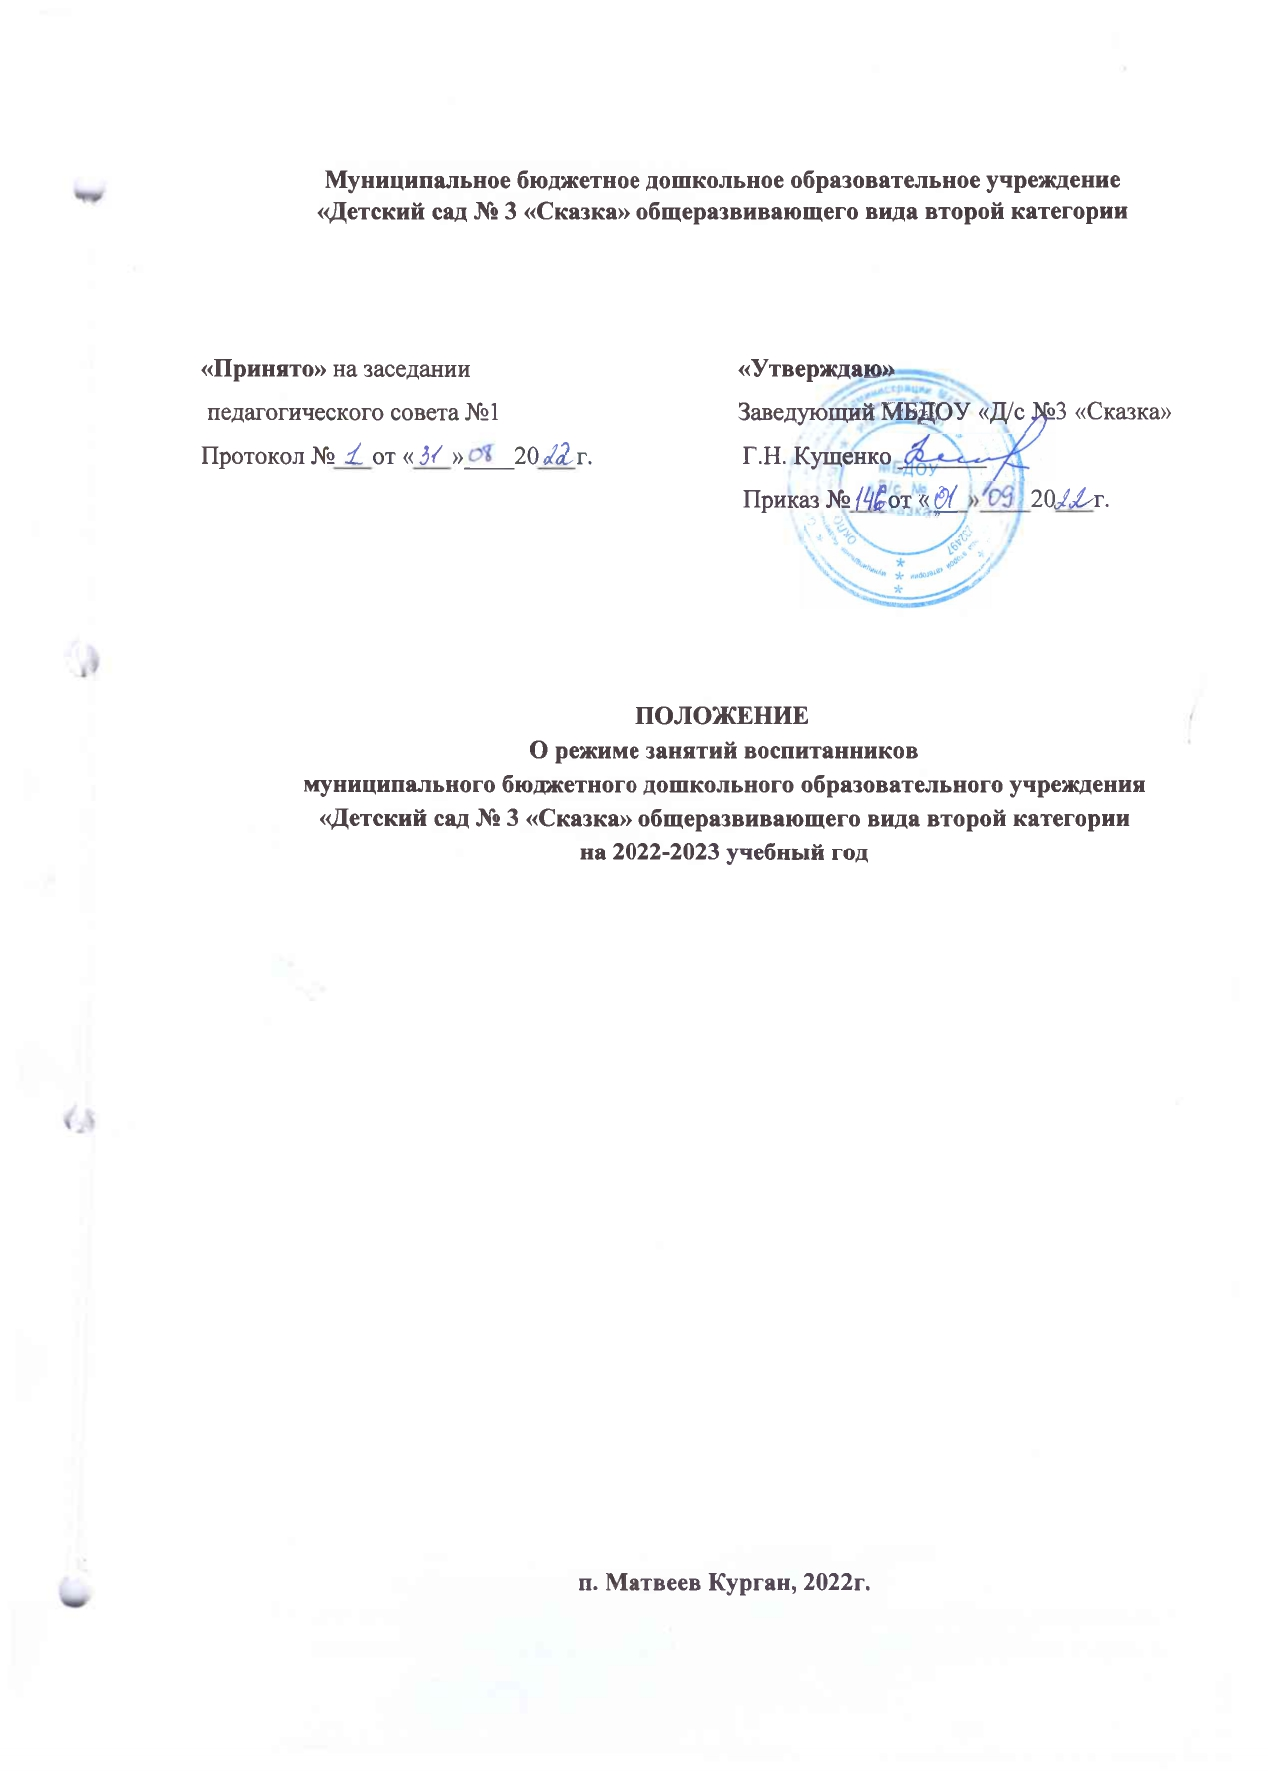 Муниципальное бюджетное дошкольное образовательное учреждение
«Детский сад № 3 «Сказка» общеразвивающего вида второй категории
«Принято» на заседании
педагогического совета №1
Протокол № 1 от «31» 08 2022 г.
«Утверждаю»
Заведующий МБДОУ «Д/с №3 «Сказка»
Г.Н. Кущенко
Приказ № 146 от «01» 09 2022 г.
МБДОУ
ОКПО
ПОЛОЖЕНИЕ
О режиме занятий воспитанников
муниципального бюджетного дошкольного образовательного учреждения
«Детский сад № 3 «Сказка» общеразвивающего вида второй категории
на 2022-2023 учебный год
п. Матвеев Курган, 2022г.